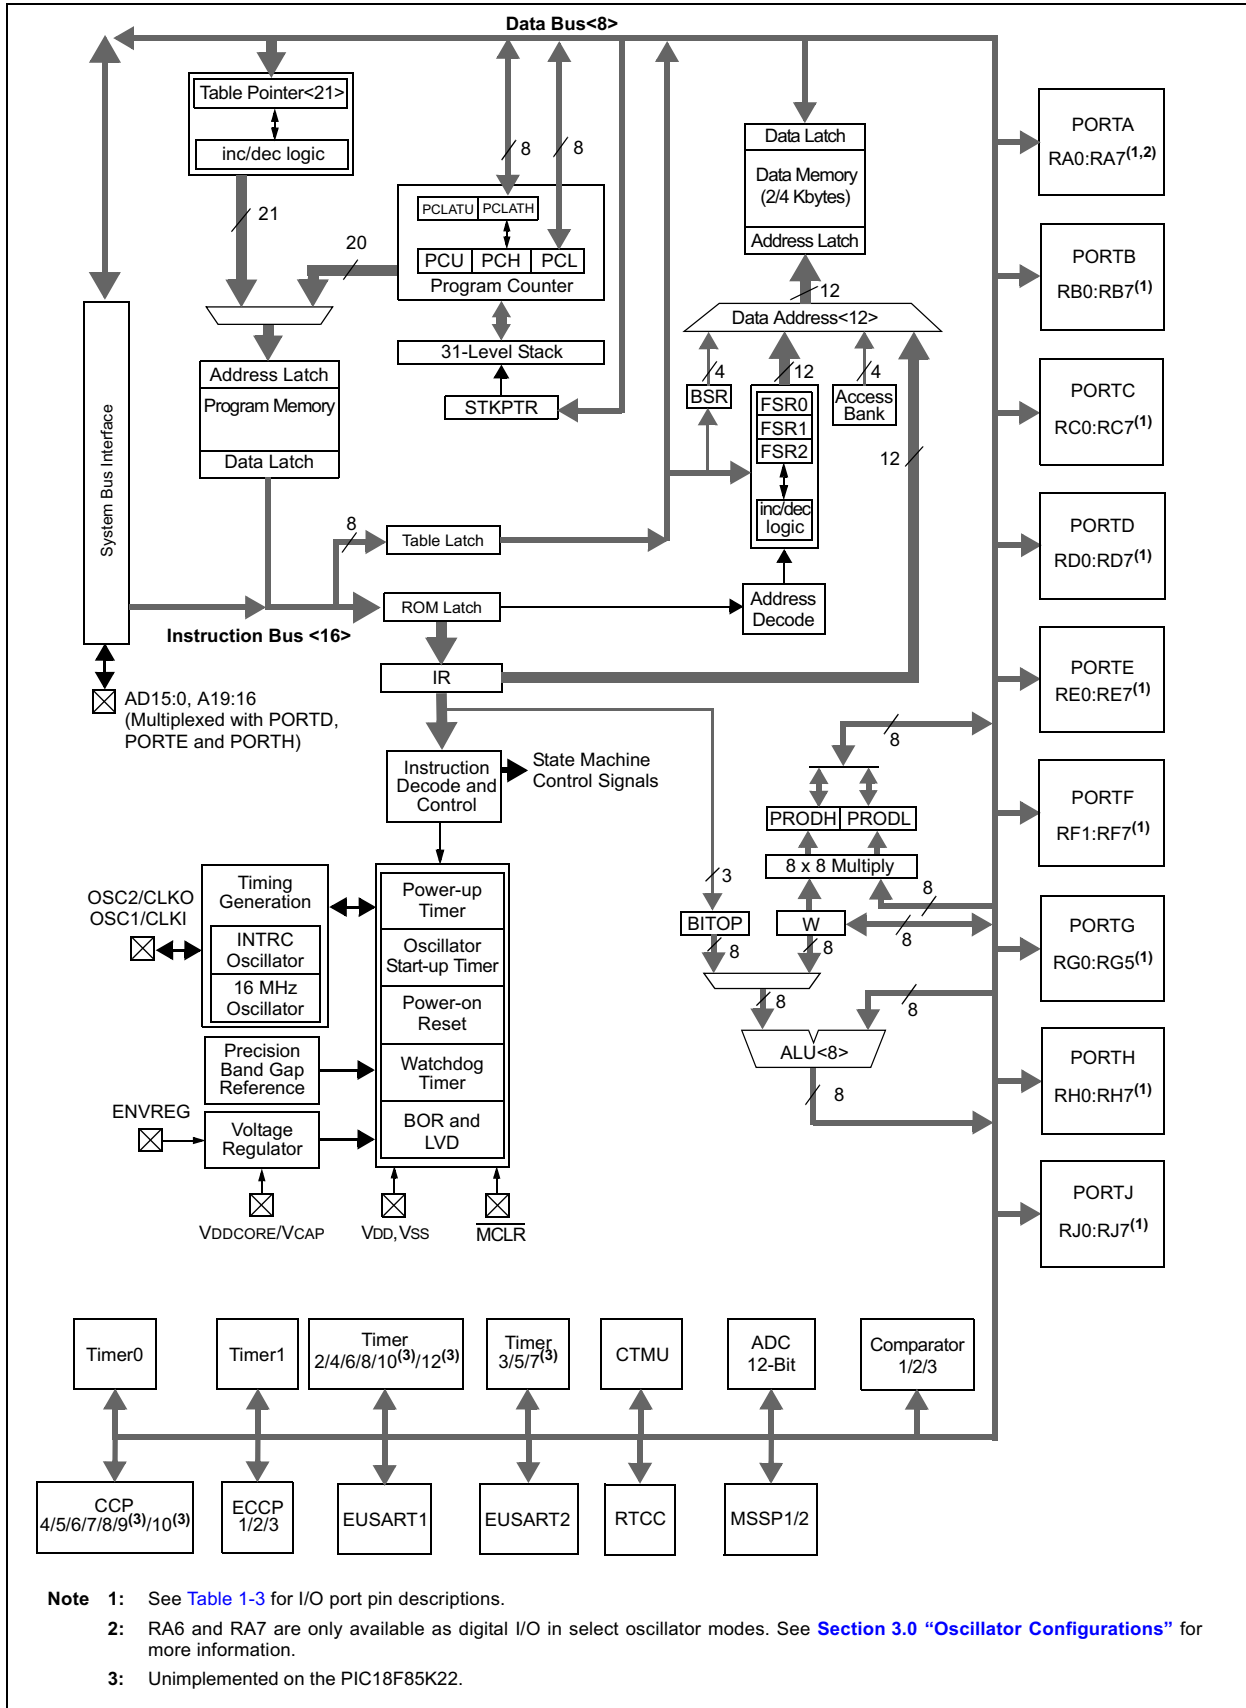 Data Bus<8>
Table Pointer<21>
inc/dec logic
21
8
8
PCLATU PCLATH
PCU PCH PCL
Program Counter
20
31-Level Stack
STKPTR
Address Latch
Program Memory
Data Latch
System Bus Interface
8
Table Latch
ROM Latch
Instruction Bus <16>
IR
AD15:0, A19:16
(Multiplexed with PORTD,
PORTE and PORTH)
Data Latch
Data Memory
(2/4 Kbytes)
Address Latch
12
Data Address<12>
4
12
4
BSR
FSR0
FSR1
FSR2
inc/dec
logic
Access
Bank
12
Address
Decode
Instruction
Decode and
Control
State Machine
Control Signals
8
PRODH PRODL
8 x 8 Multiply
3
8
BITOP
W
8
8
8
8
8
ALU<8>
8
OSC2/CLKO
OSC1/CLKI
Timing
Generation
INTRC
Oscillator
16 MHz
Oscillator
Precision
Band Gap
Reference
ENVREG
Voltage
Regulator
Power-up
Timer
Oscillator
Start-up Timer
Power-on
Reset
Watchdog
Timer
BOR and
LVD
VDDCORE/VCAP
VDD, VSS
MCLR
PORTA
RA0:RA7(1,2)
PORTB
RB0:RB7(1)
PORTC
RC0:RC7(1)
PORTD
RD0:RD7(1)
PORTE
RE0:RE7(1)
PORTF
RF1:RF7(1)
PORTG
RG0:RG5(1)
PORTH
RH0:RH7(1)
PORTJ
RJ0:RJ7(1)
Timer0
Timer1
Timer
2/4/6/8/10(3)/12(3)
Timer
3/5/7(3)
CTMU
ADC
12-Bit
Comparator
1/2/3
CCP
4/5/6/7/8/9(3)/10(3)
ECCP
1/2/3
EUSART1
EUSART2
RTCC
MSSP1/2
Note 1: See Table 1-3 for I/O port pin descriptions.
2: RA6 and RA7 are only available as digital I/O in select oscillator modes. See Section 3.0 “Oscillator Configurations” for
more information.
3: Unimplemented on the PIC18F85K22.